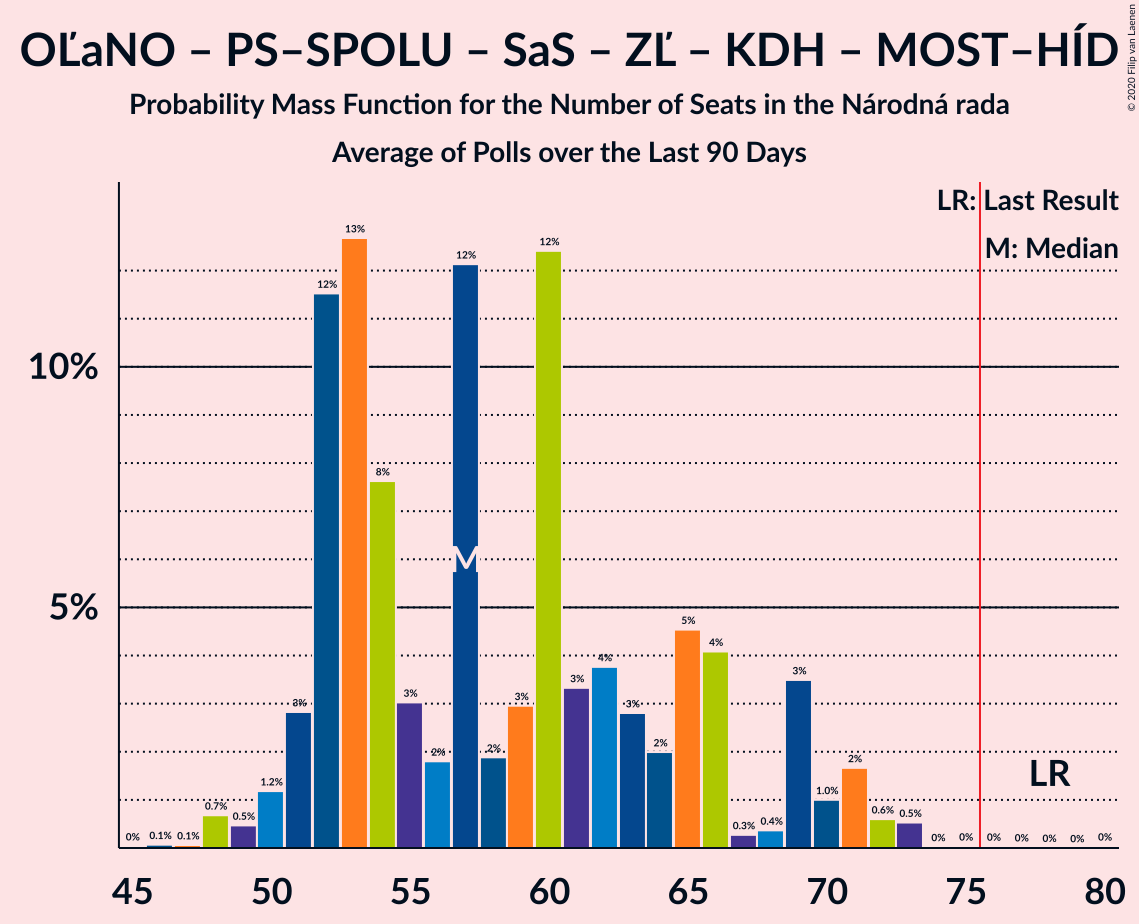 OĽaNO – PS–SPOLU – SaS – ZĽ – KDH – MOST–HÍD
Probability Mass Function for the Number of Seats in the Národná rada
Average of Polls over the Last 90 Days
© 2020 Filip van Laenen
LR: Last Result
M: Median
10%
5%
0% 0.1% 0.1% 0.7% 0.5% 1.2% 3% 12% 13% 8% 3% 2% 12% 2% 3% 12% 3% 4% 3% 2% 5% 4% 0.3% 0.4% 3% 1.0% 2% 0.6% 0.5% 0% 0% 0% 0% 0% 0% 0%
M
LR
45 50 55 60 65 70 75 80